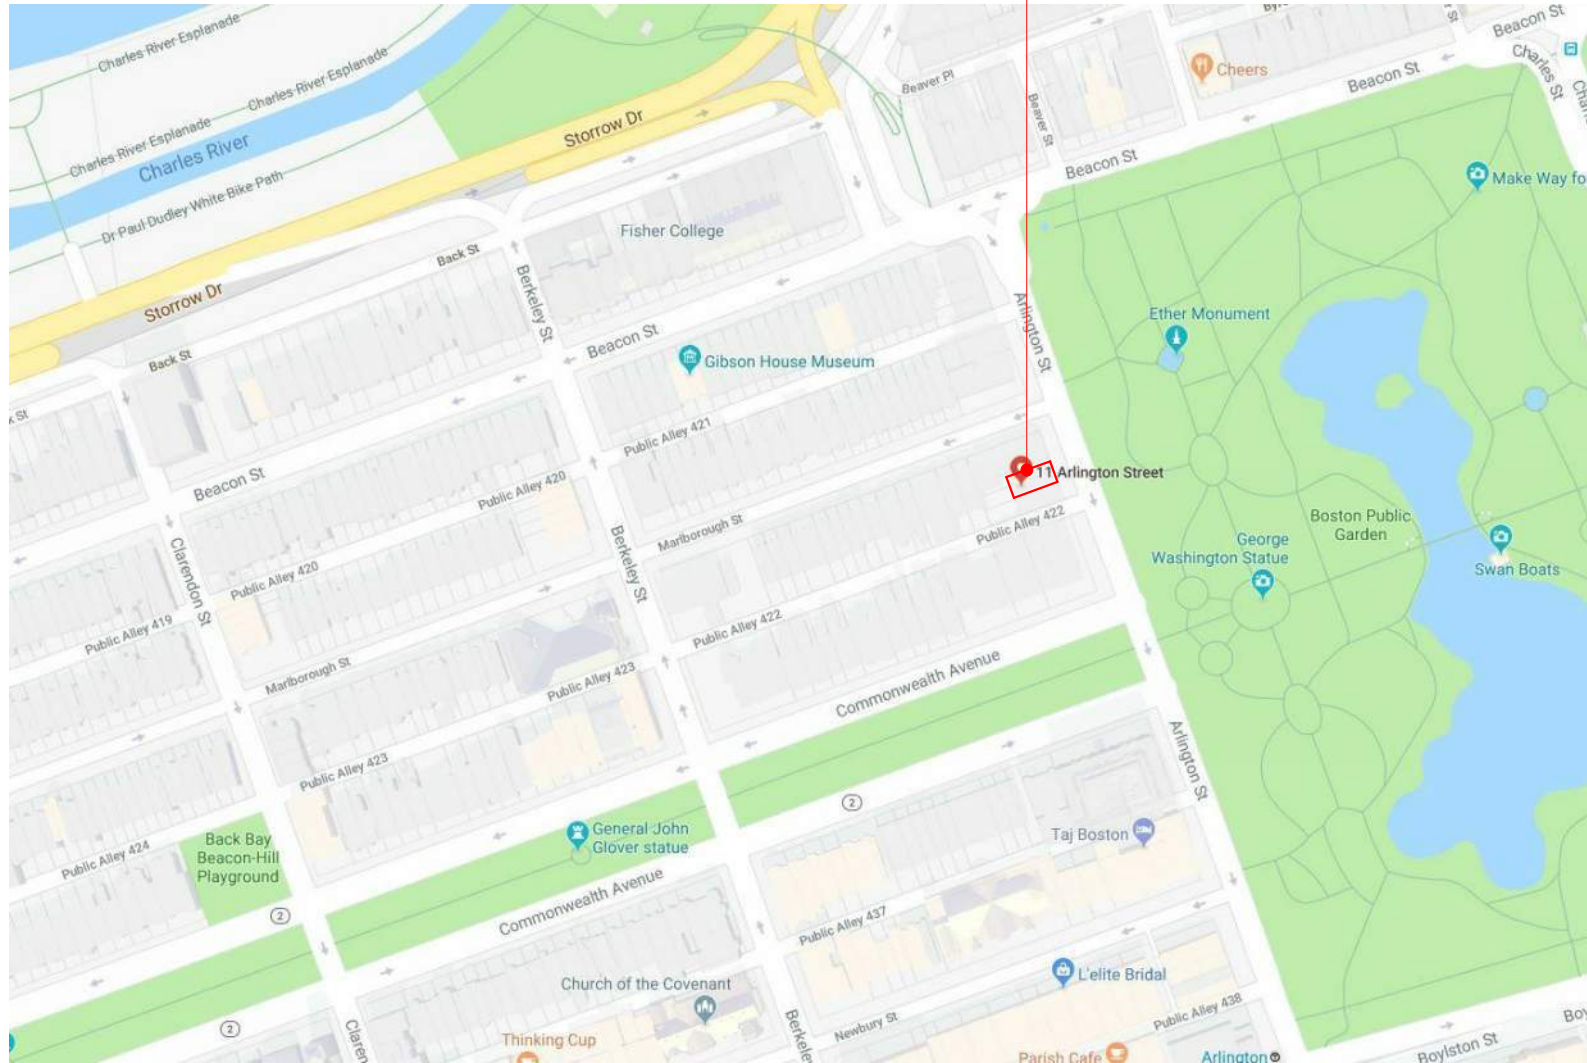 Beacon St
Charles River Esplanade
Charles River Esplanade
Charles St
Cheers
Beaver Pl
Beacon St
Beaver St
Storrow Dr
Charles River Esplanade
Charles River
Beacon St
Make Way fo
Dr Paul Dudley White Bike Path
Fisher College
Back St
Berkeley St
Storrow Dr
Arlington St
Ether Monument
Beacon St
Back St
Gibson House Museum
St
Public Alley 421
11 Arlington Street
Beacon St
Public Alley 420
Boston Public
Garden
Marlborough St
Public Alley 422
George
Washington Statue
Swan Boats
Clarendon St
Public Alley 420
Berkeley St
Public Alley 419
Public Alley 422
Marlborough St
Public Alley 423
Commonwealth Avenue
Arlington St
Public Alley 423
2
General John
Glover statue
Taj Boston
Back Bay
Beacon-Hill
Playground
Public Alley 424
Commonwealth Avenue
2
Public Alley 437
L'elite Bridal
Church of the Covenant
Newbury St
Public Alley 438
2
Claren
Berkele
Thinking Cup
Parish Cafe
Arlington
Boylston St
Boy